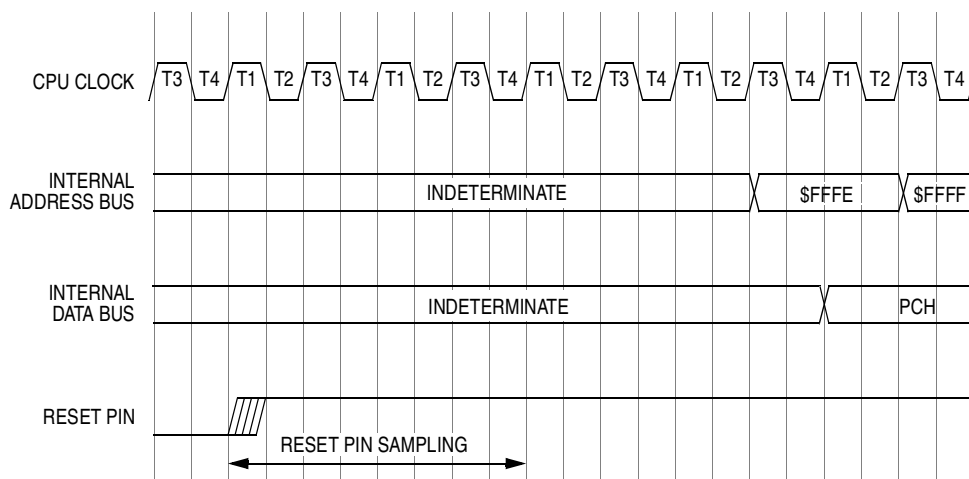 CPU CLOCK
T3 T4 T1 T2 T3 T4 T1 T2 T3 T4 T1 T2 T3 T4 T1 T2 T3 T4 T1 T2 T3 T4
INTERNAL
ADDRESS BUS
INDETERMINATE
$FFFE
$FFFF
INTERNAL
DATA BUS
INDETERMINATE
PCH
RESET PIN
RESET PIN SAMPLING